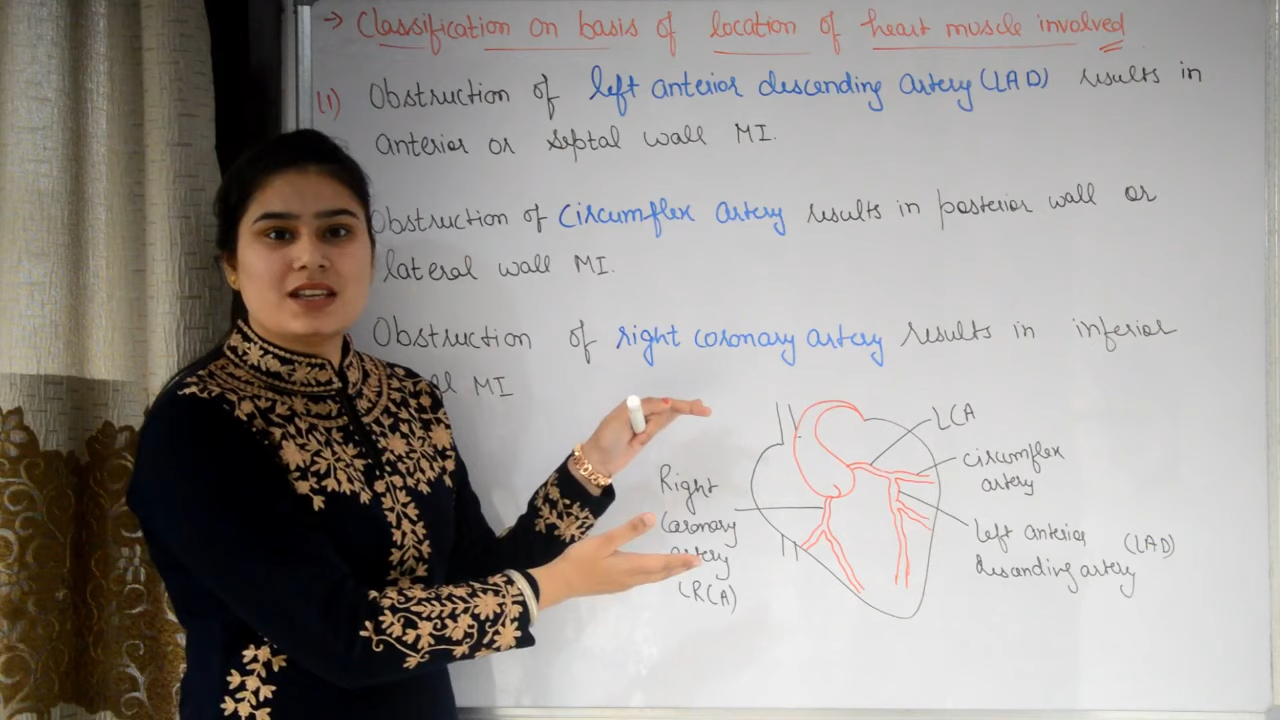 → Classification on basis of location of heart muscle involved
(1) Obstruction of left anterior descending artery (LAD) results in
anterior or septal wall MI.
Obstruction of circumflex artery results in posterior wall or
lateral wall MI.
Obstruction of right coronary artery results in inferior
MI
LCA
circumflex
artery
Right
coronary
artery
(RCA)
left anterior (LAD)
descending artery